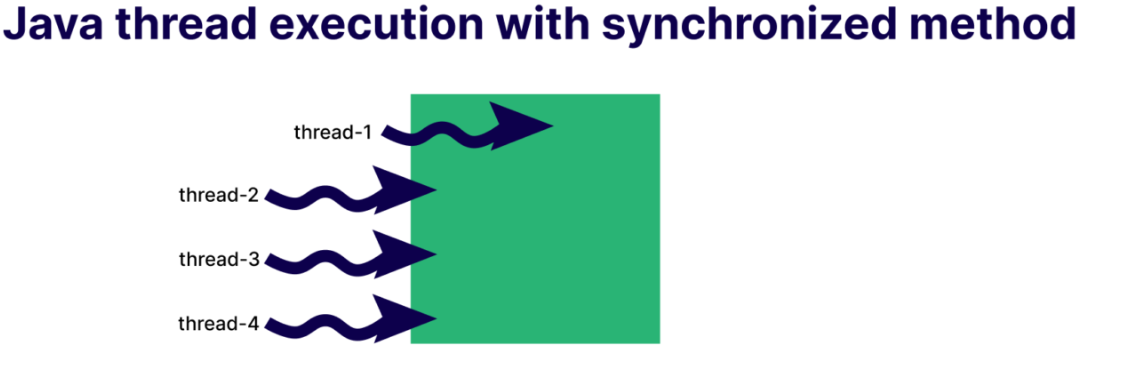 Java thread execution with synchronized method
thread-1
thread-2
thread-3
thread-4